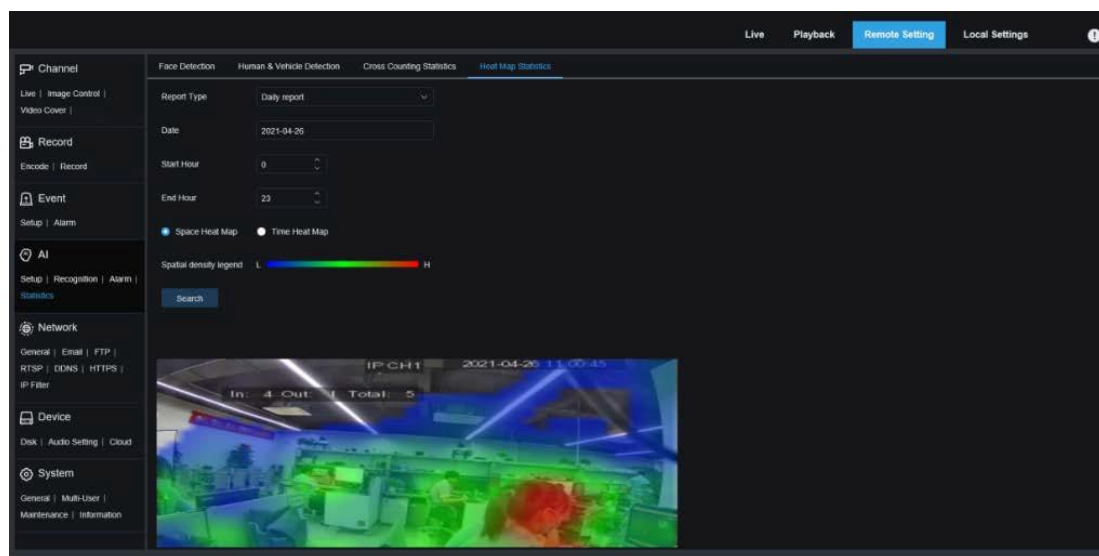 Live Playback Remote Setting Local Settings
Channel
Live | Image Control |
Video Cover |
Record
Encode | Record
Event
Setup | Alarm
AI
Setup | Recognition | Alarm |
Statistics
Network
General | Email | FTP |
RTSP | DDNS | HTTPS |
IP Filter
Device
Disk | Audio Setting | Cloud
System
General | Multi-User |
Maintenance | Information
Face Detection Human & Vehicle Detection Cross Counting Statistics Heat Map Statistics
Report Type Daily report
Date 2021-04-26
Start Hour 0
End Hour 23
Space Heat Map Time Heat Map
Spatial density legend L H
Search
IP CH1 2021-04-26 11:00:45
In: 4 Out: 1 Total: 5